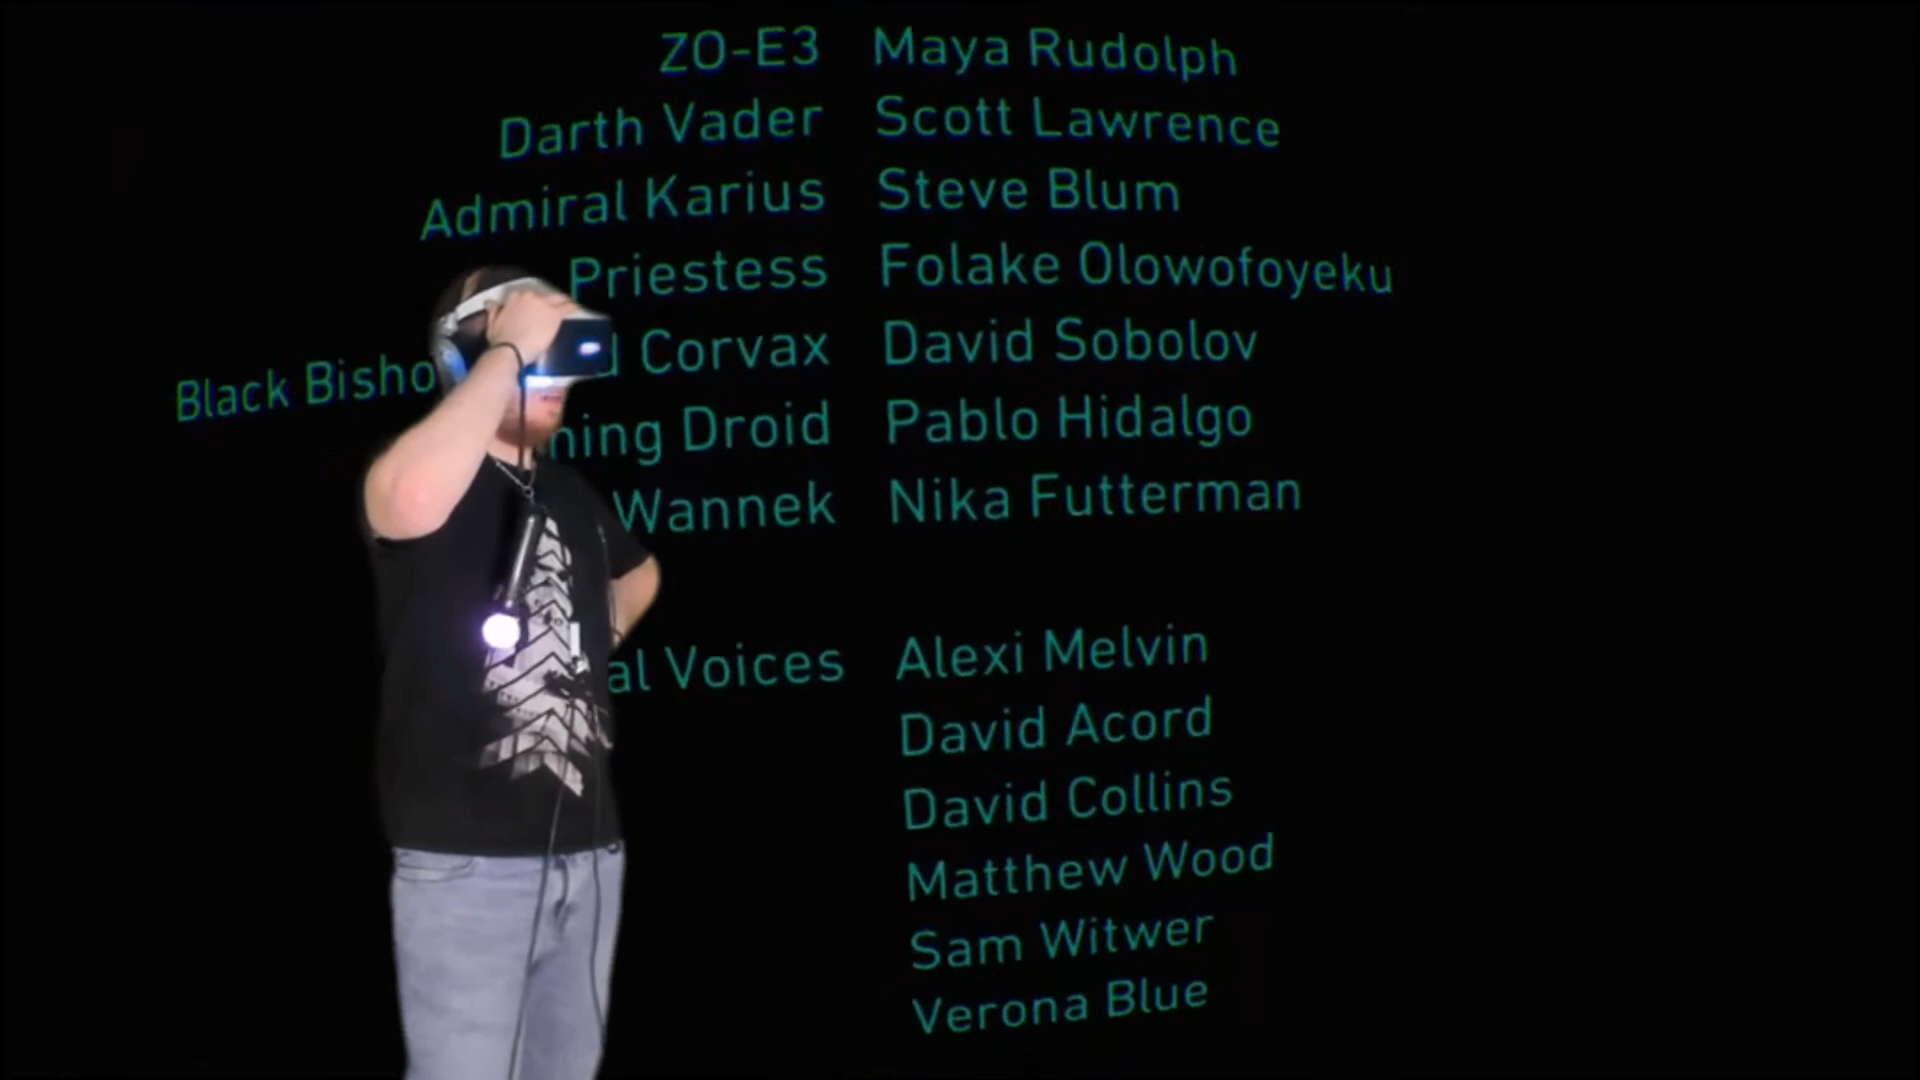 ZO-E3 Maya Rudolph
Darth Vader Scott Lawrence
Admiral Karius Steve Blum
Priestess Folake Olowofoyeku
Black Corvax David Sobolov
Droid Pablo Hidalgo
Wannek Nika Futterman
Voices Alexi Melvin
David Acord
David Collins
Matthew Wood
Sam Witwer
Verona Blue